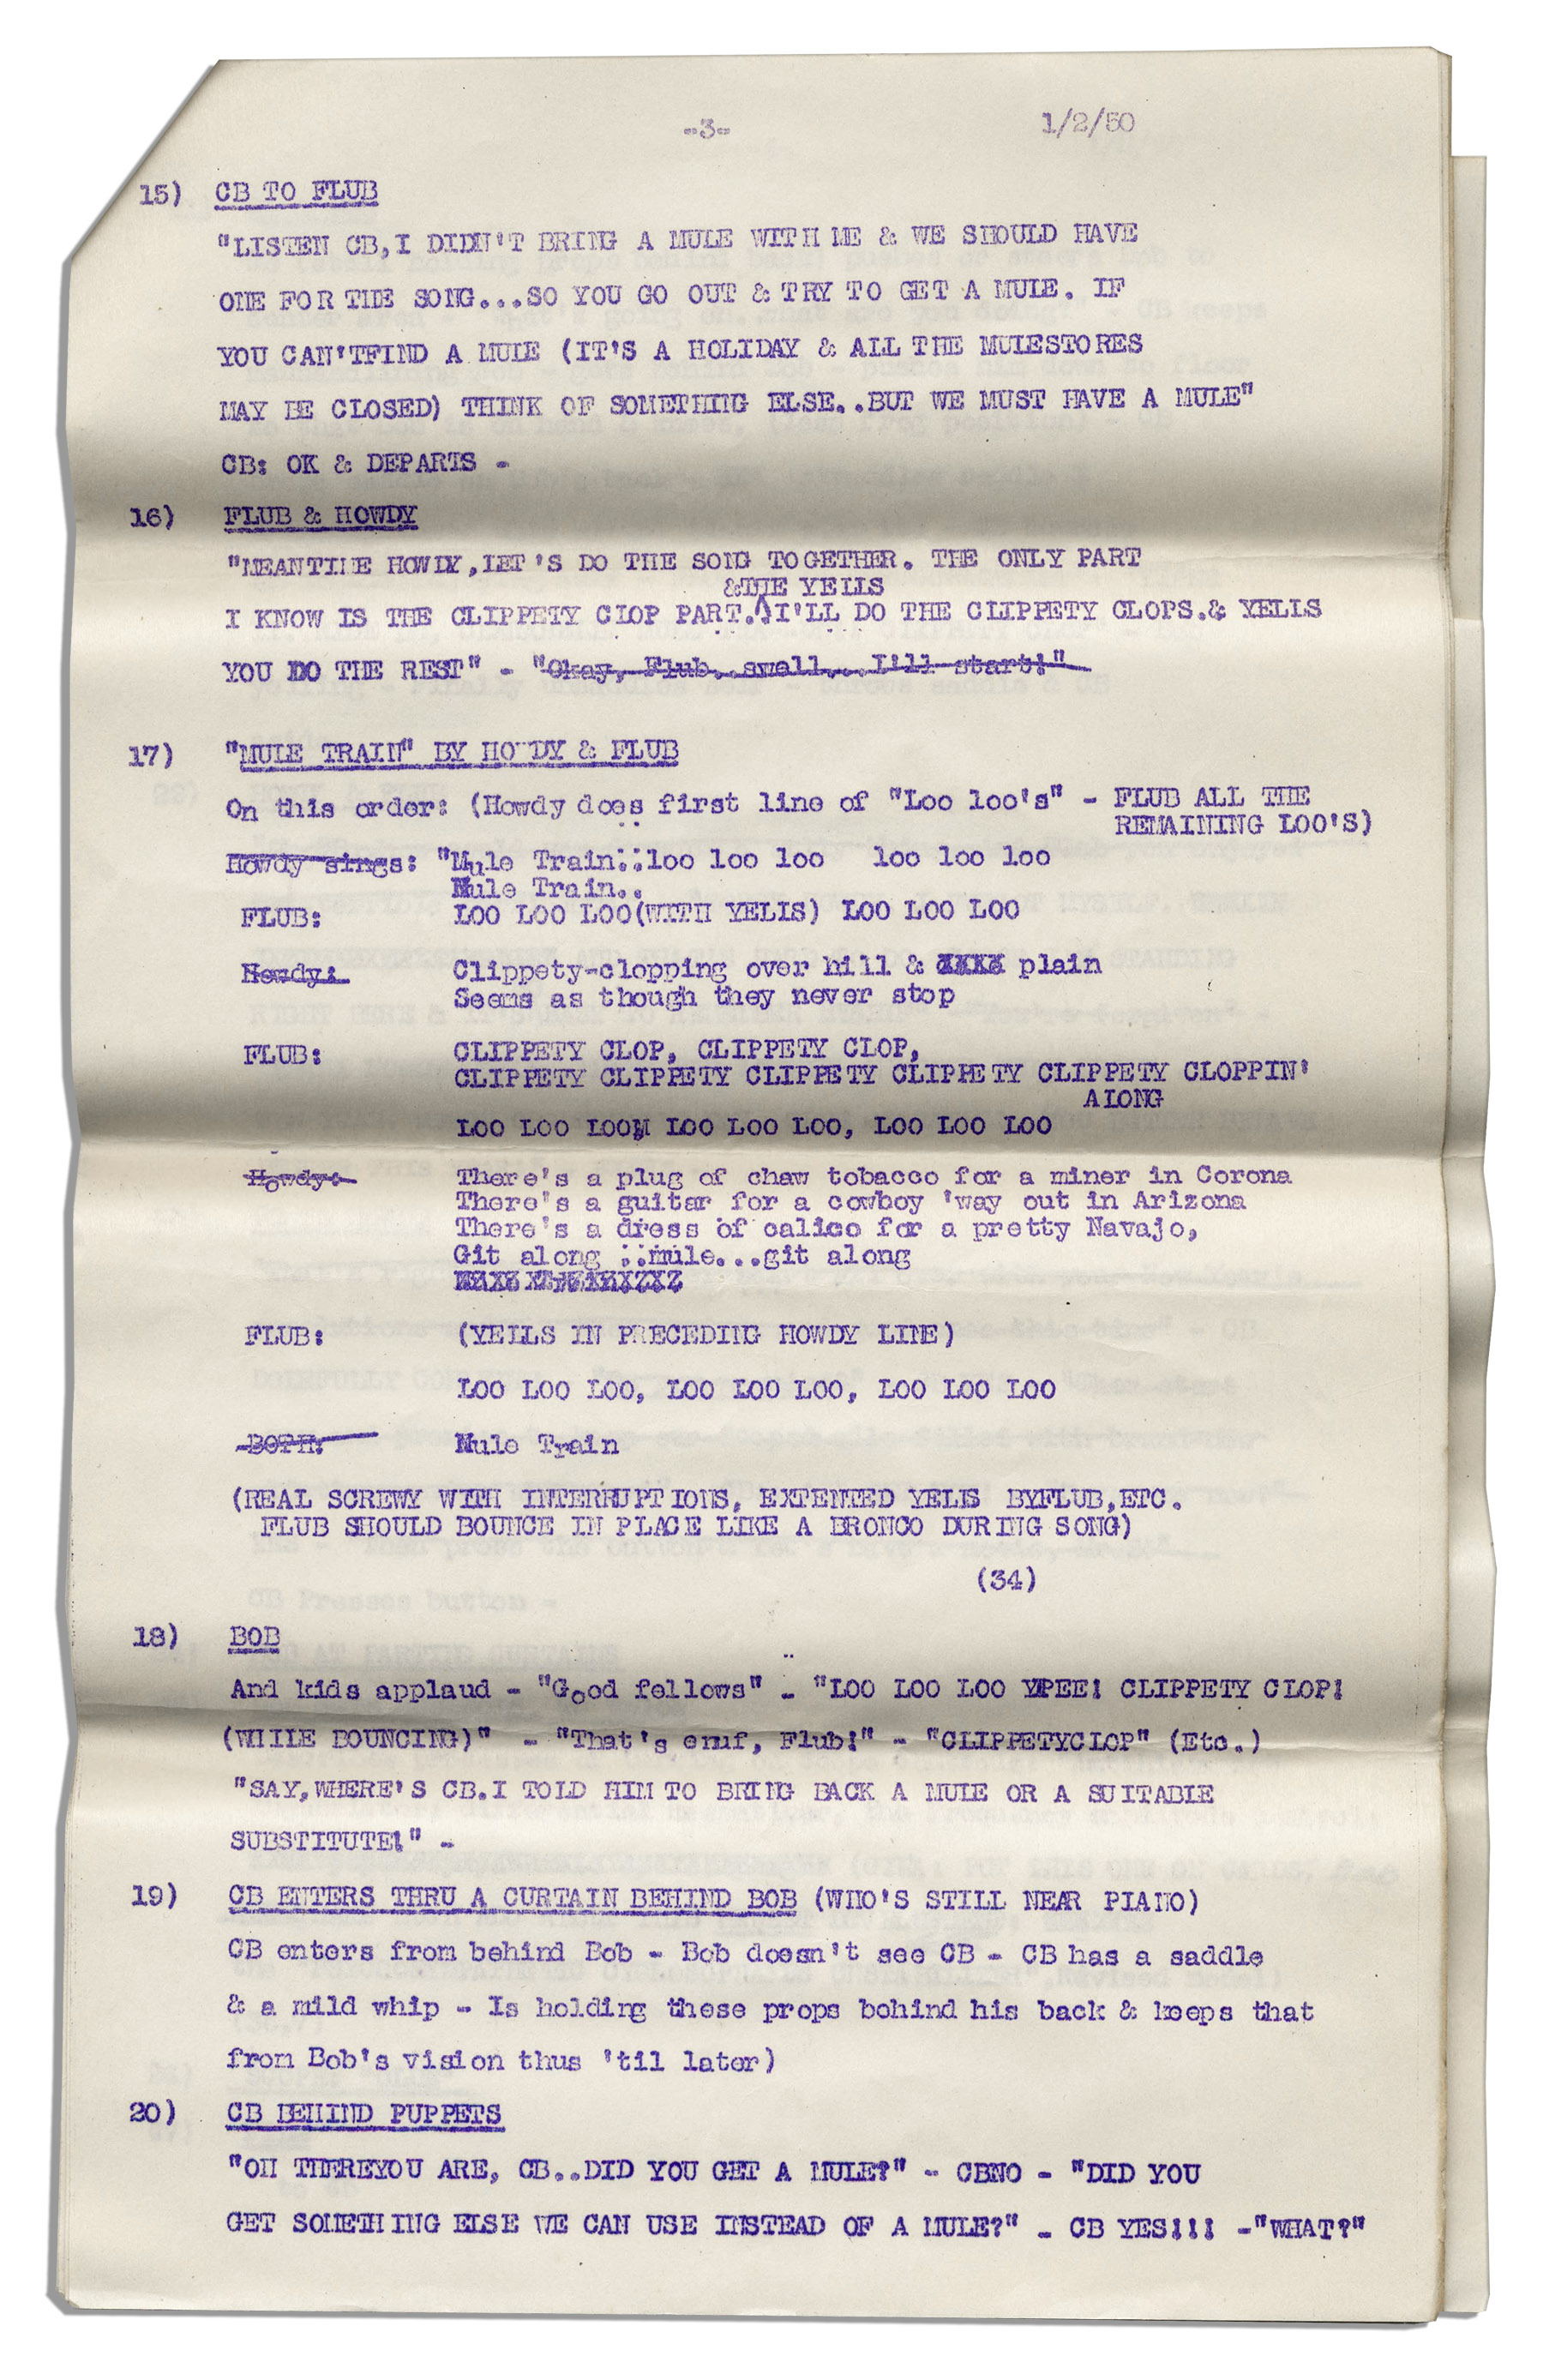 -3- 1/2/50
15) CB TO FLUB
"LISTEN CB,I DIDN'T BRING A MULE WITH ME & WE SHOULD HAVE
ONE FOR THE SONG...SO YOU GO OUT & TRY TO GET A MULE. IF
YOU CAN'TFIND A MULE (IT'S A HOLIDAY & ALL THE MULESTORES
MAY BE CLOSED) THINK OF SOMETHING ELSE..BUT WE MUST HAVE A MULE"
CB: OK & DEPARTS -
16) FLUB & HOWDY
"MEANTIME HOWDY,LET'S DO THE SONG TOGETHER. THE ONLY PART
&THE YELLS
I KNOW IS THE CLIPPETY CLOP PART. I'LL DO THE CLIPPETY CLOPS.& YELLS
YOU DO THE REST" - "Okay, Flub..swell...I'll start!"
17) "MULE TRAIN" BY HOWDY & FLUB
On this order: (Howdy does first line of "Loo loo's" - FLUB ALL THE
REMAINING LOO'S)
Howdy sings: "Mule Train..loo loo loo loo loo loo
Mule Train..
FLUB: LOO LOO LOO(WITH YELLS) LOO LOO LOO
Howdy: Clippety-clopping over hill & plain
Seems as though they never stop
FLUB: CLIPPETY CLOP, CLIPPETY CLOP,
CLIPPETY CLIPPETY CLIPPETY CLIPPETY CLIPPETY CLOPPIN'
ALONG
LOO LOO LOO, LOO LOO LOO, LOO LOO LOO
Howdy: There's a plug of chaw tobacco for a miner in Corona
There's a guitar for a cowboy 'way out in Arizona
There's a dress of calico for a pretty Navajo,
Git along ..mule...git along
FLUB: (YELLS IN PRECEDING HOWDY LINE)
LOO LOO LOO, LOO LOO LOO, LOO LOO LOO
BOTH: Mule Train
(REAL SCREWY WITH INTERRUPTIONS, EXTENTED YELLS BYFLUB,ETC.
FLUB SHOULD BOUNCE IN PLACE LIKE A BRONCO DURING SONG)
(34)
18) BOB
And kids applaud - "Good fellows" - "LOO LOO LOO YPEE! CLIPPETY CLOP!
(WHILE BOUNCING)" - "That's enuf, Flub!" - "CLIPPETYCLOP" (Etc.)
"SAY,WHERE'S CB.I TOLD HIM TO BRING BACK A MULE OR A SUITABLE
SUBSTITUTE!" -
19) CB ENTERS THRU A CURTAIN BEHIND BOB (WHO'S STILL NEAR PIANO)
CB enters from behind Bob - Bob doesn't see CB - CB has a saddle
& a mild whip - Is holding these props behind his back & keeps that
from Bob's vision thus 'til later)
20) CB BEHIND PUPPETS
"OH THEREYOU ARE, CB..DID YOU GET A MULE?" - CBNO - "DID YOU
GET SOMETHING ELSE WE CAN USE INSTEAD OF A MULE?" - CB YES!!! -"WHAT?"